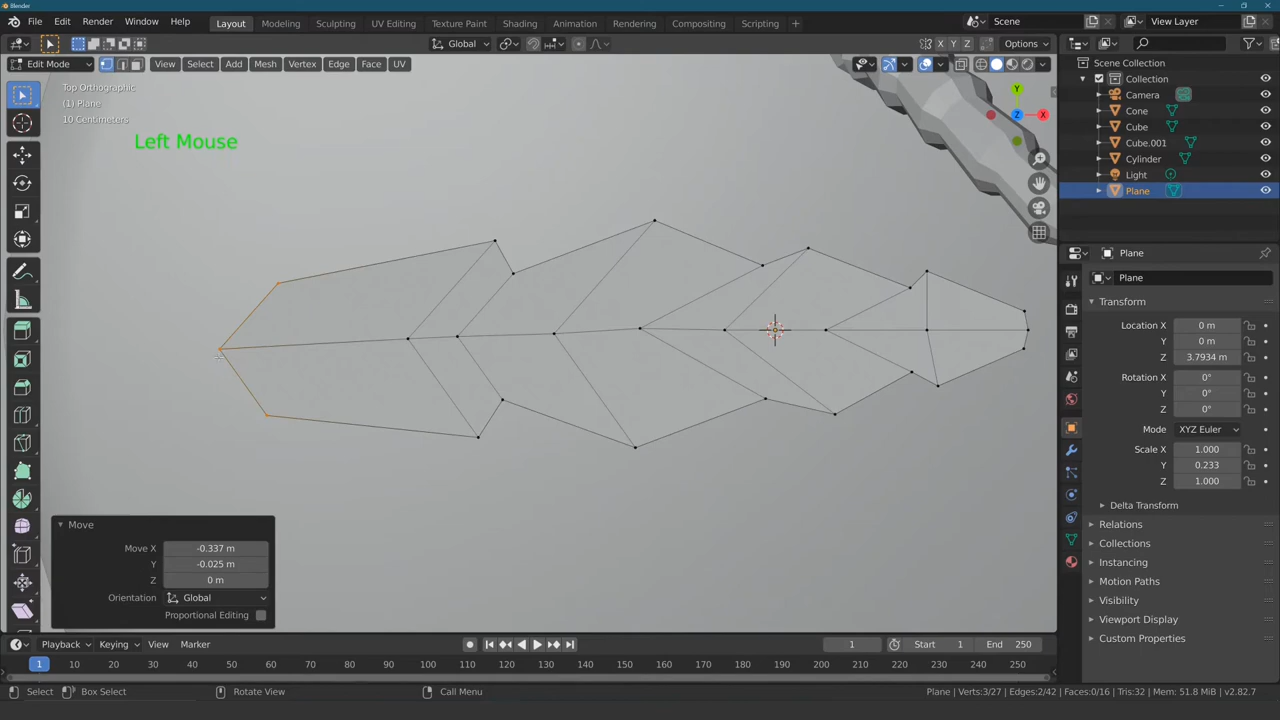 Blender
File Edit Render Window Help
Layout Modeling Sculpting UV Editing Texture Paint Shading Animation Rendering Compositing Scripting +
Scene View Layer
Global X Y Z Options
Edit Mode View Select Add Mesh Vertex Edge Face UV
Scene Collection
Top Orthographic
(1) Plane
10 Centimeters
Left Mouse
Y
Z X
Collection
Camera
Cone
Cube
Cube.001
Cylinder
Light
Plane
Plane
Plane
Transform
Location X 0 m
Y 0 m
Z 3.7934 m
Rotation X 0°
Y 0°
Z 0°
Mode XYZ Euler
Scale X 1.000
Y 0.233
Z 1.000
Delta Transform
Relations
Collections
Instancing
Motion Paths
Visibility
Viewport Display
Custom Properties
Move
Move X -0.337 m
Y -0.025 m
Z 0 m
Orientation Global
Proportional Editing
Playback Keying View Marker 1 Start 1 End 250
1 10 20 30 40 50 60 70 80 90 100 110 120 130 140 150 160 170 180 190 200 210 220 230 240 250
Select Box Select Rotate View Call Menu Plane | Verts:3/27 | Edges:2/42 | Faces:0/16 | Tris:32 | Mem: 51.8 MiB | v2.82.7